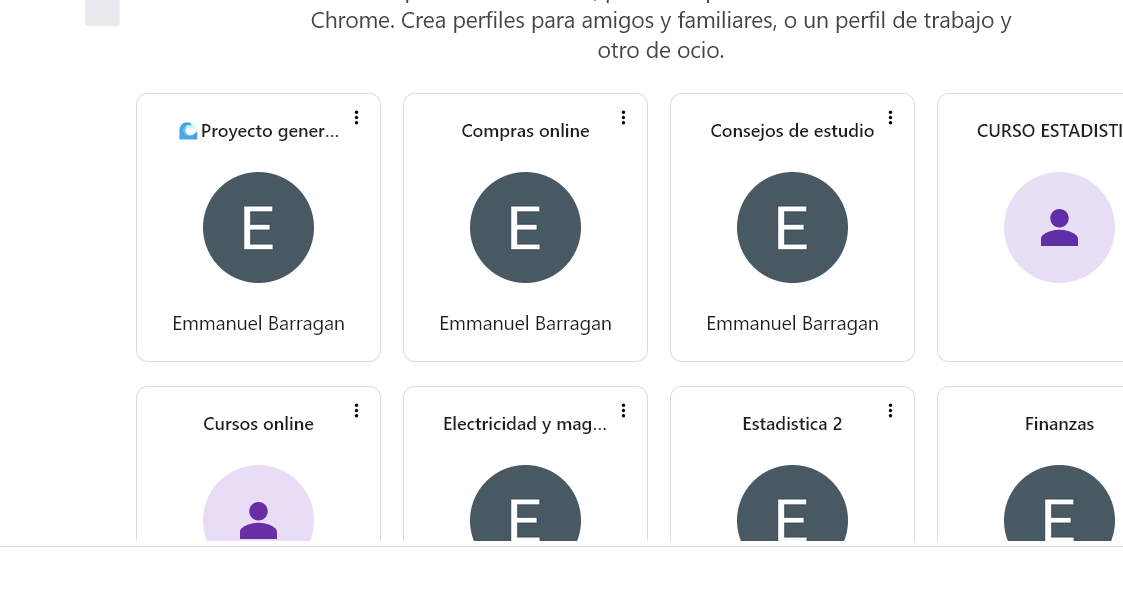 Chrome. Crea perfiles para amigos y familiares, o un perfil de trabajo y
otro de ocio.
🌊Proyecto gener...
Compras online
Consejos de estudio
CURSO ESTADISTI
E
E
E
Emmanuel Barragan
Emmanuel Barragan
Emmanuel Barragan
Cursos online
Electricidad y mag...
Estadistica 2
Finanzas
E
E
E